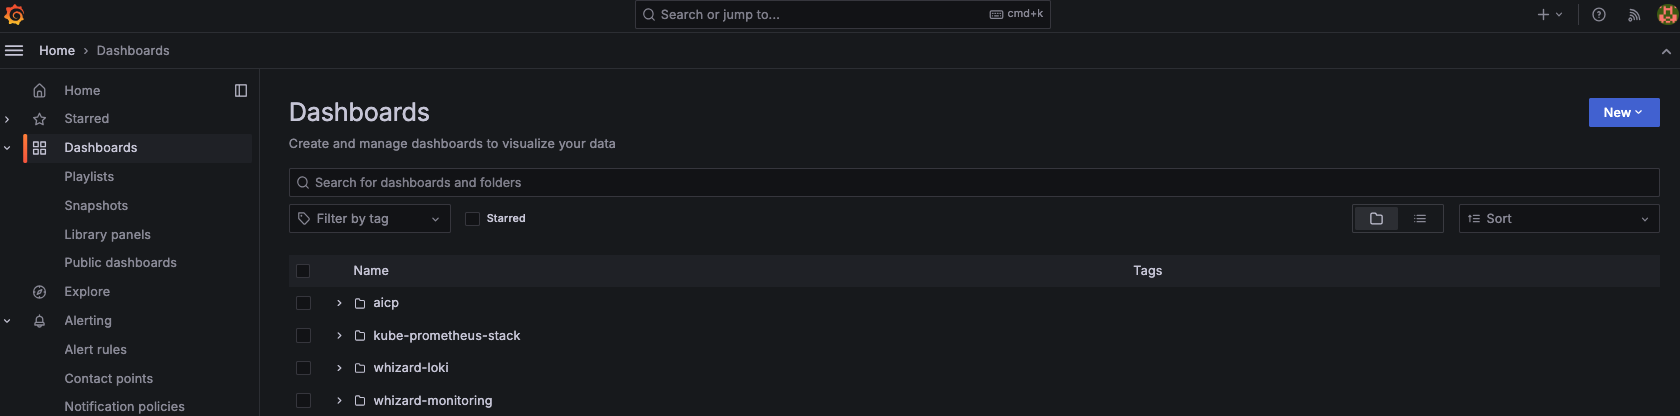 Search or jump to... cmd+k
Home › Dashboards
Home
Starred
Dashboards
Playlists
Snapshots
Library panels
Public dashboards
Explore
Alerting
Alert rules
Contact points
Notification policies
Dashboards
New
Create and manage dashboards to visualize your data
Search for dashboards and folders
Filter by tag Starred Sort
Name Tags
aicp
kube-prometheus-stack
whizard-loki
whizard-monitoring